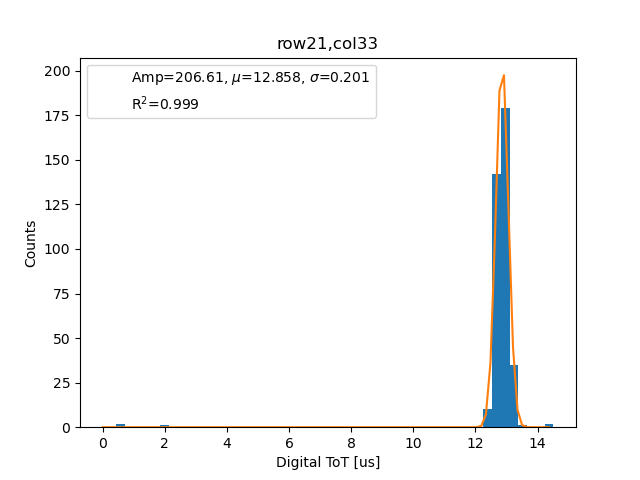 row21,col33
Amp=206.61, μ=12.858, σ=0.201
R²=0.999
200
175
150
125
100
75
50
25
0
Counts
0 2 4 6 8 10 12 14
Digital ToT [us]